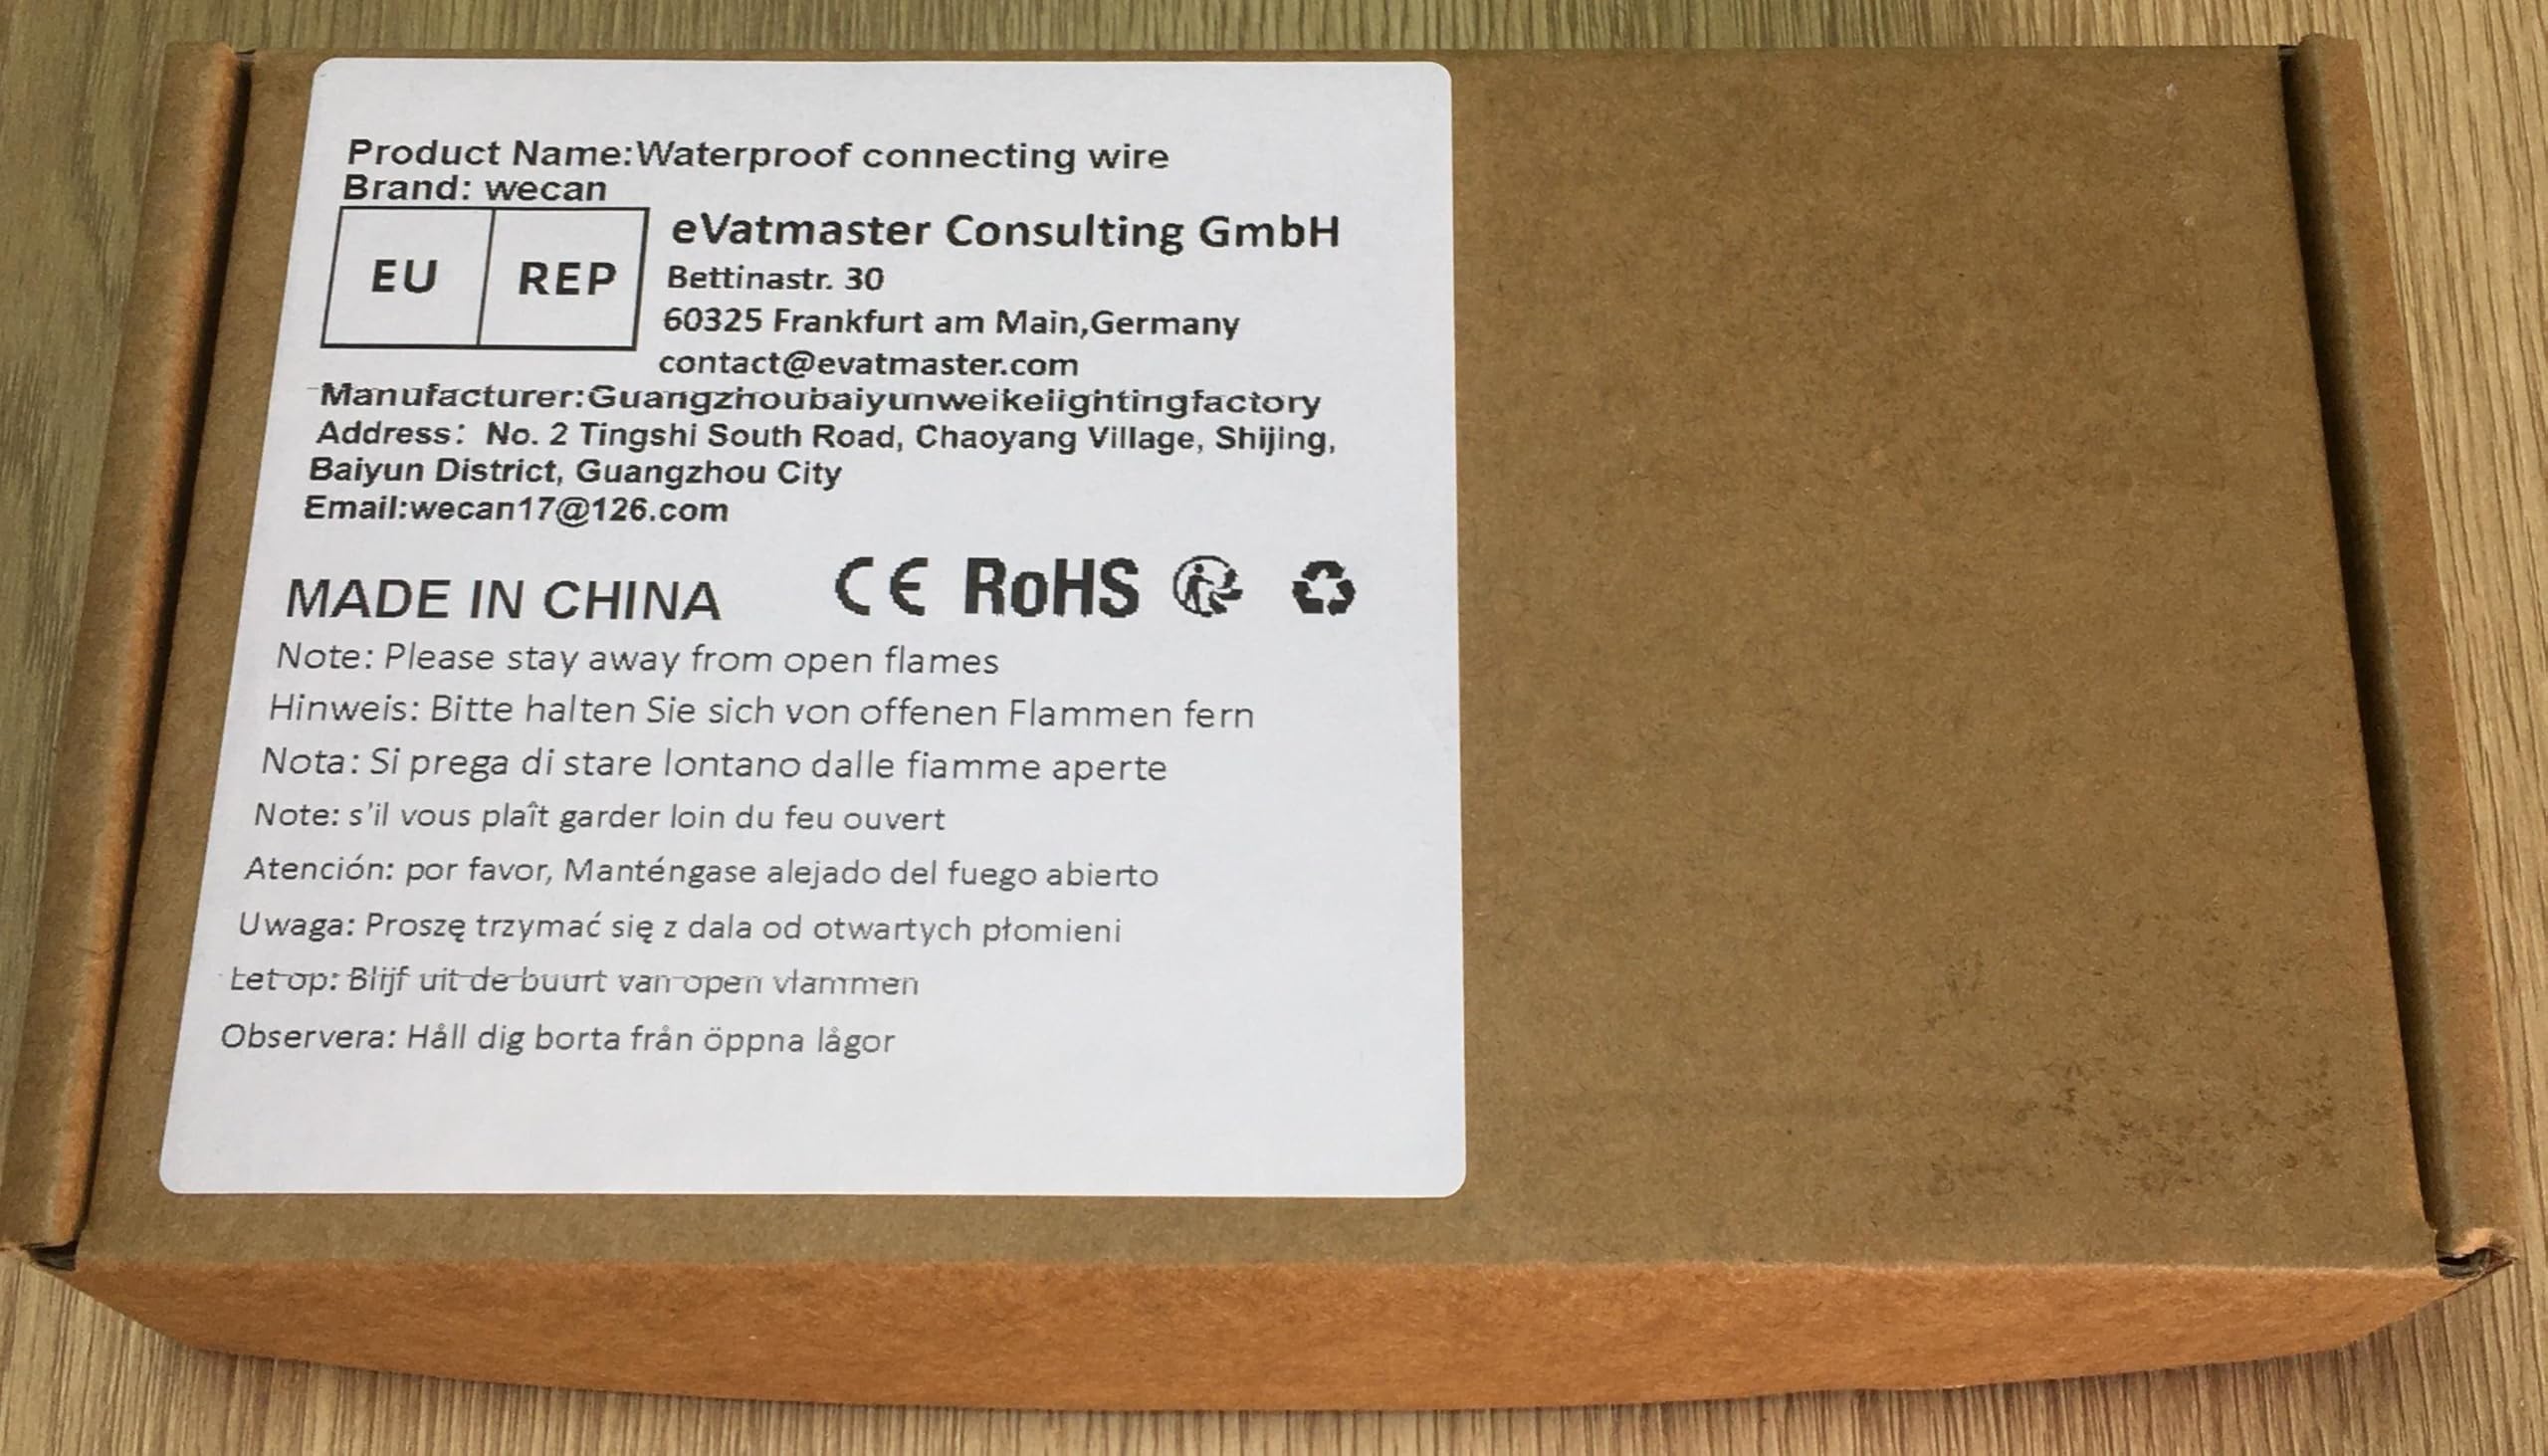 Product Name:Waterproof connecting wire
Brand: wecan
EU REP
eVatmaster Consulting GmbH
Bettinastr. 30
60325 Frankfurt am Main,Germany
contact@evatmaster.com
Manufacturer:Guangzhoubaiyunweikelightingfactory
Address: No. 2 Tingshi South Road, Chaoyang Village, Shijing,
Baiyun District, Guangzhou City
Email:wecan17@126.com
MADE IN CHINA CE RoHS
Note: Please stay away from open flames
Hinweis: Bitte halten Sie sich von offenen Flammen fern
Nota: Si prega di stare lontano dalle fiamme aperte
Note: s'il vous plaît garder loin du feu ouvert
Atención: por favor, Manténgase alejado del fuego abierto
Uwaga: Proszę trzymać się z dala od otwartych płomieni
Let op: Blijf uit de buurt van open vlammen
Observera: Håll dig borta från öppna lågor